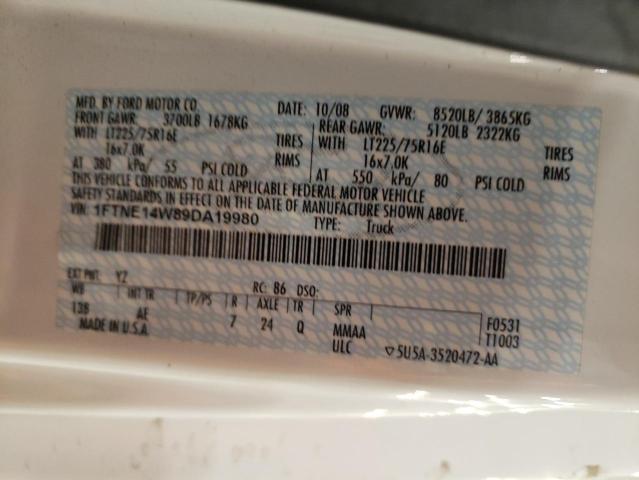 MFD. BY FORD MOTOR CO. DATE: 10/08 GVWR: 8520LB/ 3865KG
FRONT GAWR: 3700LB 1678KG REAR GAWR: 5120LB 2322KG
WITH LT225/75R16E TIRES WITH LT225/75R16E TIRES
16x7.0K RIMS 16x7.0K RIMS
AT 380 kPa/ 55 PSI COLD AT 550 kPa/ 80 PSI COLD
THIS VEHICLE CONFORMS TO ALL APPLICABLE FEDERAL MOTOR VEHICLE
SAFETY STANDARDS IN EFFECT ON THE DATE OF MANUFACTURE SHOWN ABOVE.
VIN: 1FTNE14W89DA19980 TYPE: Truck
EXT PNT: YZ RC: 86 DSO:
WB INT TR TP/PS R AXLE TR SPR
138 AE 7 24 Q MMAA F0531
MADE IN U.S.A. ULC T1003
5U5A-3520472-AA